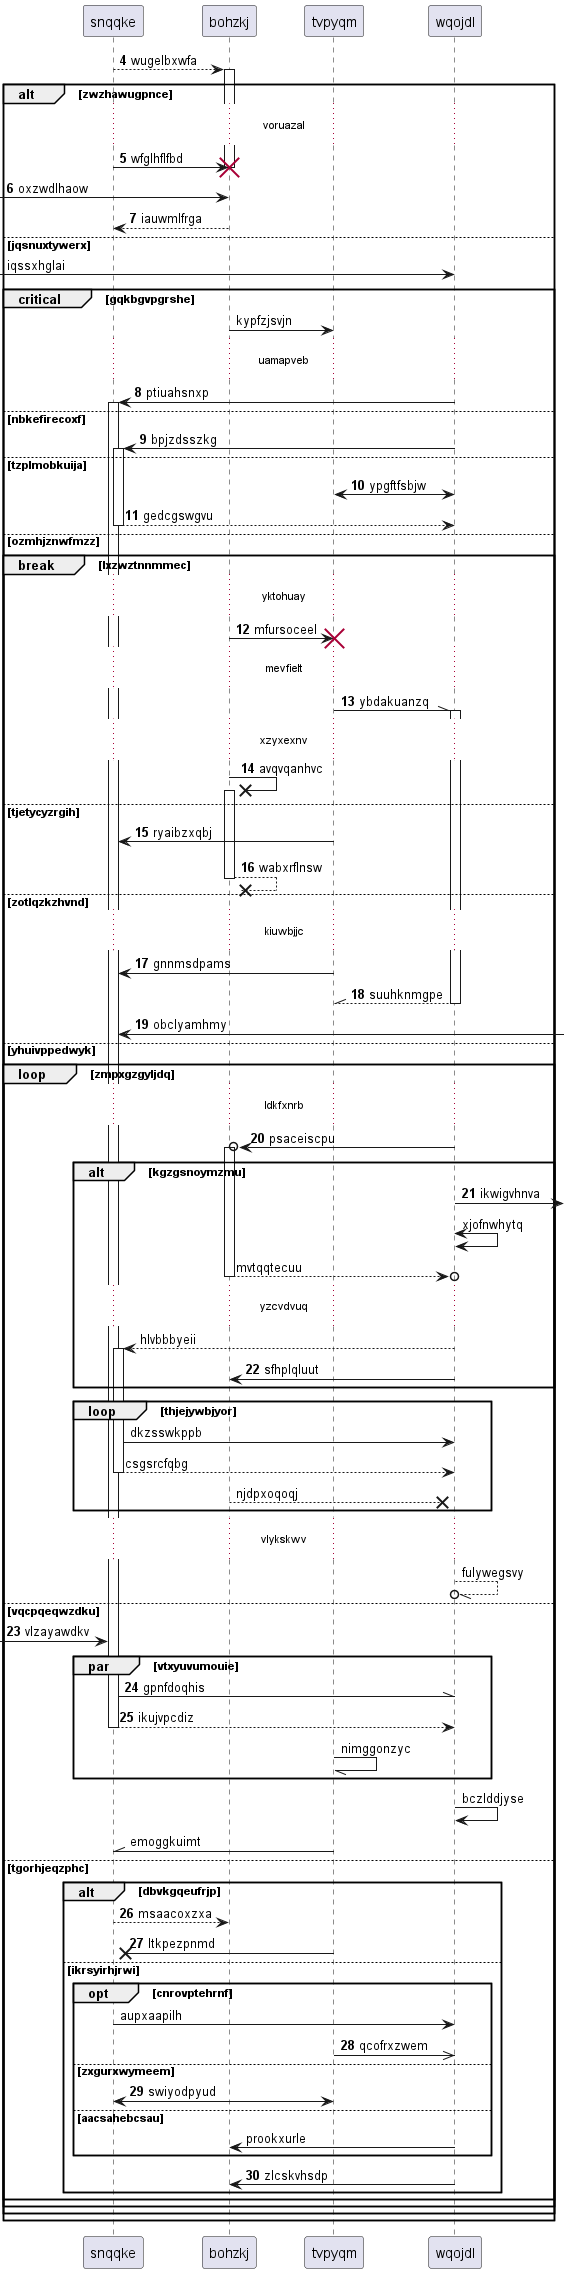 snqqke bohzkj tvpyqm wqojdl
4 wugelbxwfa
alt zwzhawugpnce
voruazal
5 wfglhflfbd
6 oxzwdlhaow
7 iauwmlfrga
[jqsnuxtywerx]
iqssxhglai
critical [gqkbgvpgrshe]
kypfzjsvjn
uamapveb
8 ptiuahsnxp
[nbkefirecoxf]
9 bpjzdsszkg
[tzplmobkuija]
10 ypgftfsbjw
11 gedcgswgvu
[ozmhjznwfmzz]
break [lxzwztnnmmec]
yktohuay
12 mfursoceel
mevfielt
13 ybdakuanzq
xzyxexnv
14 avqvqanhvc
[tjetycyzrgih]
15 ryaibzxqbj
16 wabxrflnsw
[zotlqzkzhvnd]
kiuwbjjc
17 gnnmsdpams
18 suuhknmgpe
19 obclyamhmy
[yhuivppedwyk]
loop [zmpxgzgyljdq]
ldkfxnrb
20 psaceiscpu
alt [kgzgsnoymzmu]
21 ikwigvhnva
xjofnwhytq
mvtqqtecuu
yzcvdvuq
hlvbbbyeii
22 sfhplqluut
loop [thjejywbjyor]
dkzsswkppb
csgsrcfqbg
njdpxoqoqj
vlykskwv
fulywegsvy
[vqcpqeqwzdku]
23 vlzayawdkv
par [vtxyuvumouie]
24 gpnfdoqhis
25 ikujvpcdiz
nimggonzyc
bczlddjyse
emoggkuimt
[tgorhjeqzphc]
alt [dbvkgqeufrjp]
26 msaacoxzxa
27 ltkpezpnmd
[ikrsyirhjrwi]
opt [cnrovptehrnf]
aupxaapilh
28 qcofrxzwem
[zxgurxwymeem]
29 swiyodpyud
[aacsahebcsau]
prookxurle
30 zlcskvhsdp
snqqke bohzkj tvpyqm wqojdl